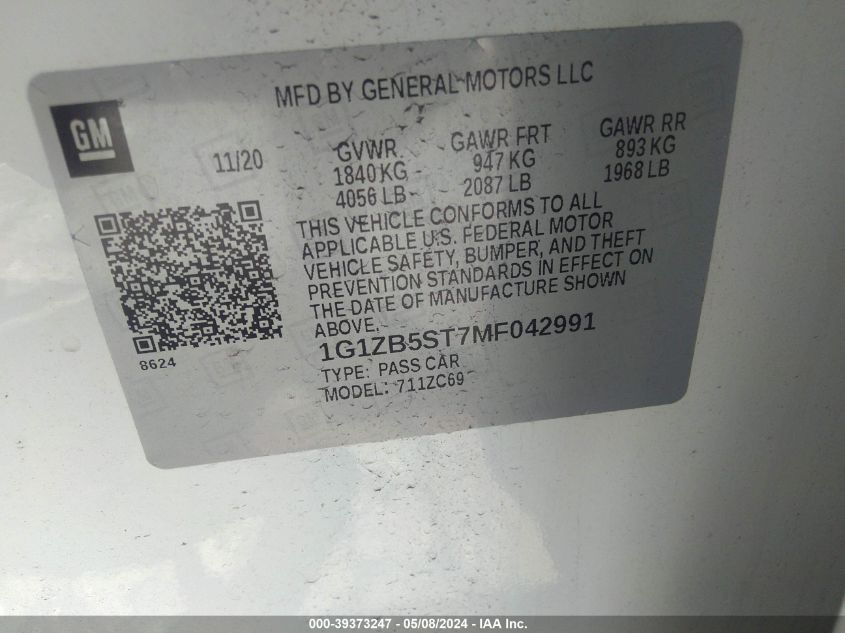 MFD BY GENERAL MOTORS LLC
GM
11/20
GVWR GAWR FRT GAWR RR
1840 KG 947 KG 893 KG
4056 LB 2087 LB 1968 LB
THIS VEHICLE CONFORMS TO ALL
APPLICABLE U.S. FEDERAL MOTOR
VEHICLE SAFETY, BUMPER, AND THEFT
PREVENTION STANDARDS IN EFFECT ON
THE DATE OF MANUFACTURE SHOWN
ABOVE.
1G1ZB5ST7MF042991
8624
TYPE: PASS CAR
MODEL: 711ZC69
000-39373247 - 05/08/2024 - IAA Inc.